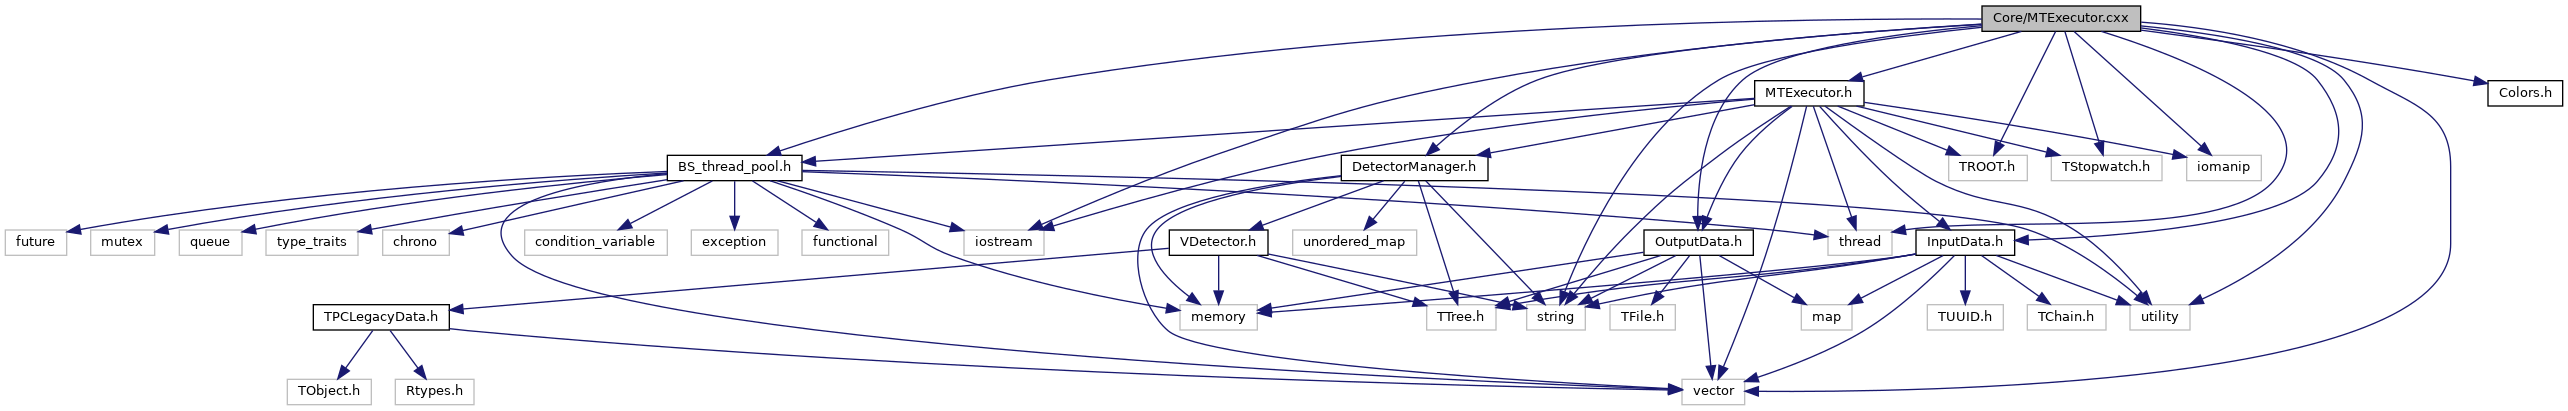 Core/MTExecutor.cxx
MTExecutor.h
Colors.h
BS_thread_pool.h
DetectorManager.h
TROOT.h
TStopwatch.h
iomanip
future
mutex
queue
type_traits
chrono
condition_variable
exception
functional
iostream
VDetector.h
unordered_map
OutputData.h
thread
InputData.h
TPCLegacyData.h
memory
TTree.h
string
TFile.h
map
TUUID.h
TChain.h
utility
TObject.h
Rtypes.h
vector